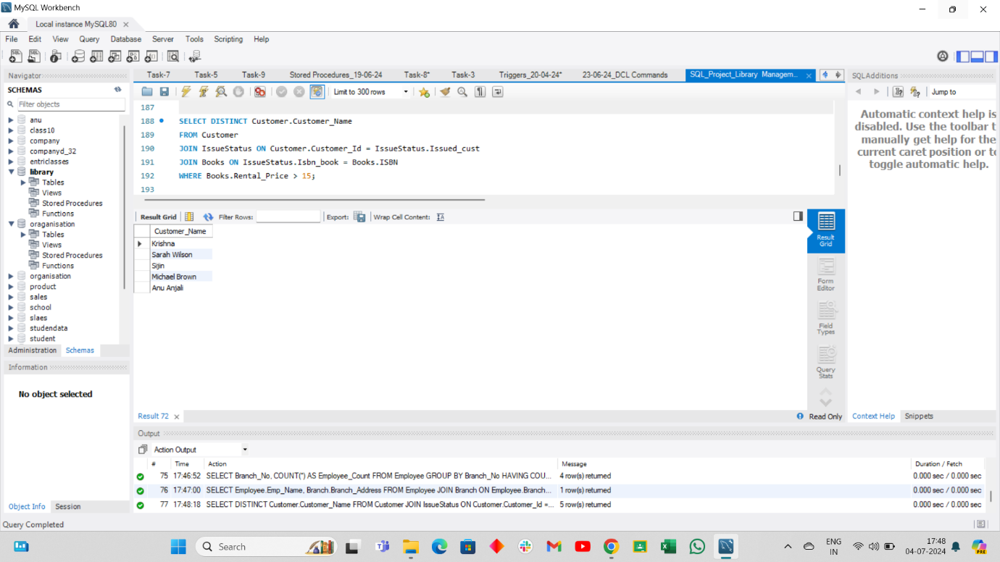 MySQL Workbench
Local instance MySQL80
File Edit View Query Database Server Tools Scripting Help
Navigator
SCHEMAS
Filter objects
anu
class10
company
companyd_32
entriclasses
library
Tables
Views
Stored Procedures
Functions
oraganisation
Tables
Views
Stored Procedures
Functions
organisation
product
sales
school
slaes
studendata
student
Administration Schemas
Information
No object selected
Object Info Session
Query Completed
Task-7 Task-5 Task-9 Stored Procedures_19-06-24 Task-8* Task-3 Triggers_20-04-24* 23-06-24_DCL Commands SQL_Project_Library Managem...
Limit to 300 rows
187
188 SELECT DISTINCT Customer.Customer_Name
189 FROM Customer
190 JOIN IssueStatus ON Customer.Customer_Id = IssueStatus.Issued_cust
191 JOIN Books ON IssueStatus.Isbn_book = Books.ISBN
192 WHERE Books.Rental_Price > 15;
193
Result Grid Filter Rows: Export: Wrap Cell Content:
Customer_Name
Krishna
Sarah Wilson
Sijin
Michael Brown
Anu Anjali
Result Grid
Form Editor
Field Types
Query Stats
Result 72
Read Only
Output
Action Output
# Time Action Message Duration / Fetch
75 17:46:52 SELECT Branch_No, COUNT(*) AS Employee_Count FROM Employee GROUP BY Branch_No HAVING COU... 4 row(s) returned 0.000 sec / 0.000 sec
76 17:47:00 SELECT Employee.Emp_Name, Branch.Branch_Address FROM Employee JOIN Branch ON Employee.Branch... 1 row(s) returned 0.000 sec / 0.000 sec
77 17:48:18 SELECT DISTINCT Customer.Customer_Name FROM Customer JOIN IssueStatus ON Customer.Customer_Id =... 5 row(s) returned 0.000 sec / 0.000 sec
SQLAdditions
Jump to
Automatic context help is
disabled. Use the toolbar t
manually get help for the
current caret position or to
toggle automatic help.
Context Help Snippets
Search
ENG
IN
17:48
04-07-2024
PRE